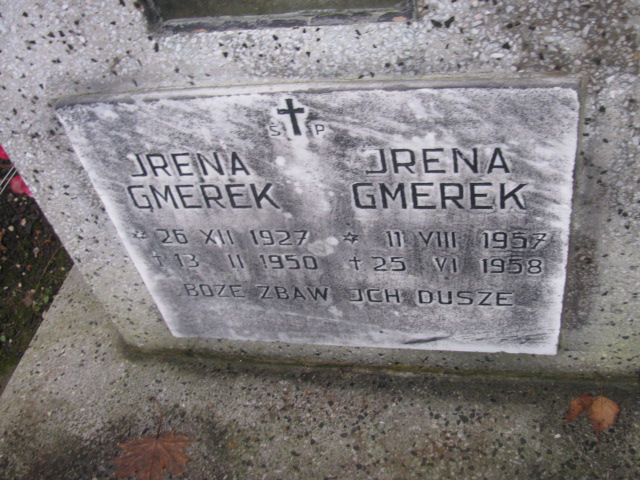 S P
JRENA
GMEREK
* 26 XII 1927
† 13 II 1950
JRENA
GMEREK
* 11 VIII 1957
† 25 VI 1958
BOZE ZBAW JCH DUSZE